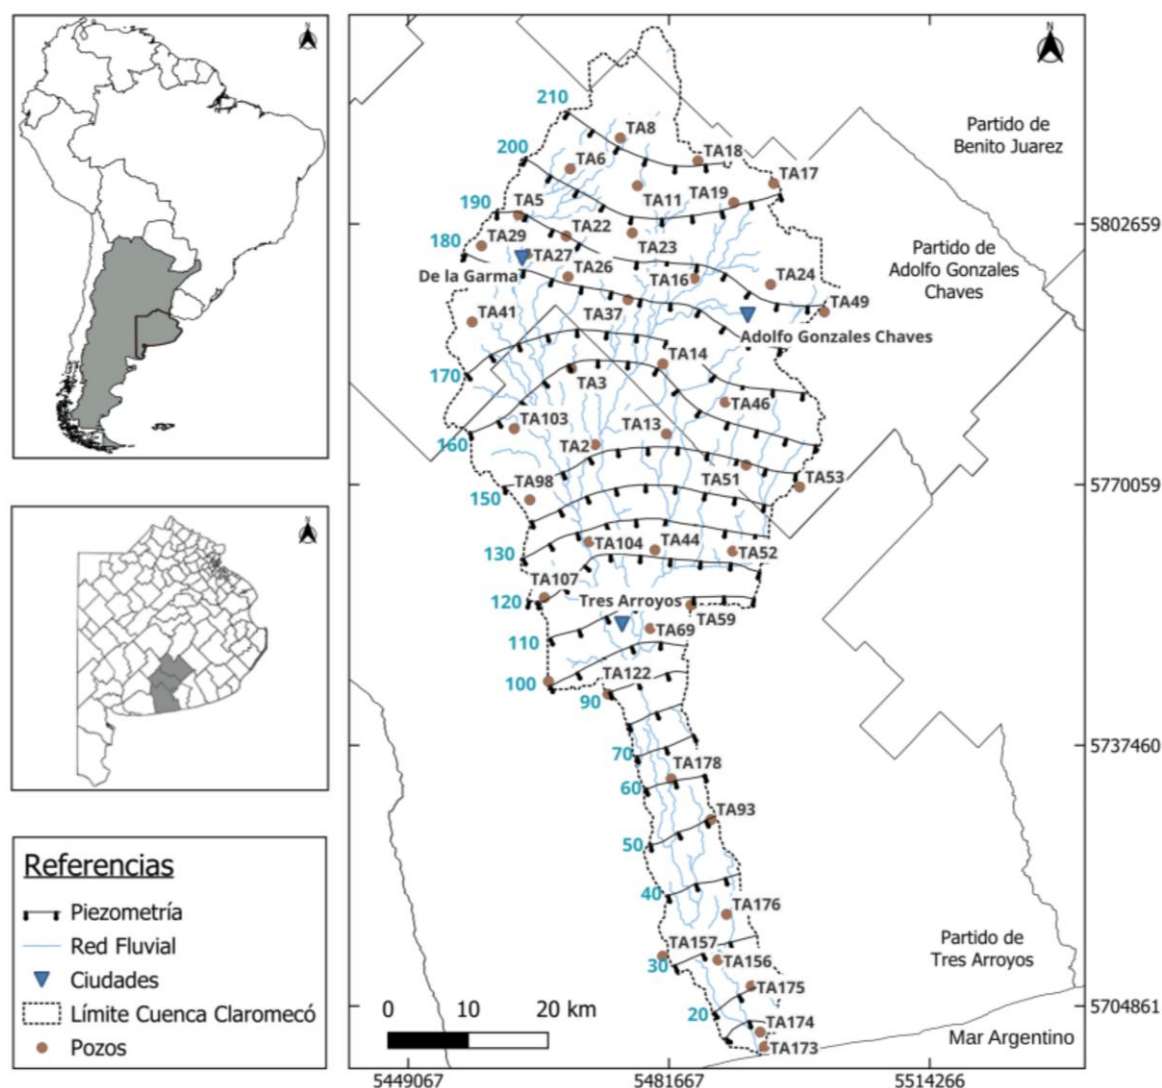 N
N
N
210
200
190
180
170
160
150
130
120
110
100
90
70
60
50
40
30
20
TA8
TA18
TA6
TA17
TA11
TA19
TA5
TA22
TA23
TA29
TA27
De la Garma
TA26
TA16
TA24
TA49
TA41
TA37
Adolfo Gonzales Chaves
TA14
TA3
TA46
TA103
TA13
TA2
TA98
TA51
TA53
TA104
TA44
TA52
TA107
Tres Arroyos
TA59
TA69
TA122
TA178
TA93
TA176
TA157
TA156
TA175
TA174
TA173
Partido de
Benito Juarez
Partido de
Adolfo Gonzales
Chaves
Partido de
Tres Arroyos
Mar Argentino
5802659
5770059
5737460
5704861
0 10 20 km
5449067 5481667 5514266
Referencias
Piezometría
Red Fluvial
Ciudades
Límite Cuenca Claromecó
Pozos